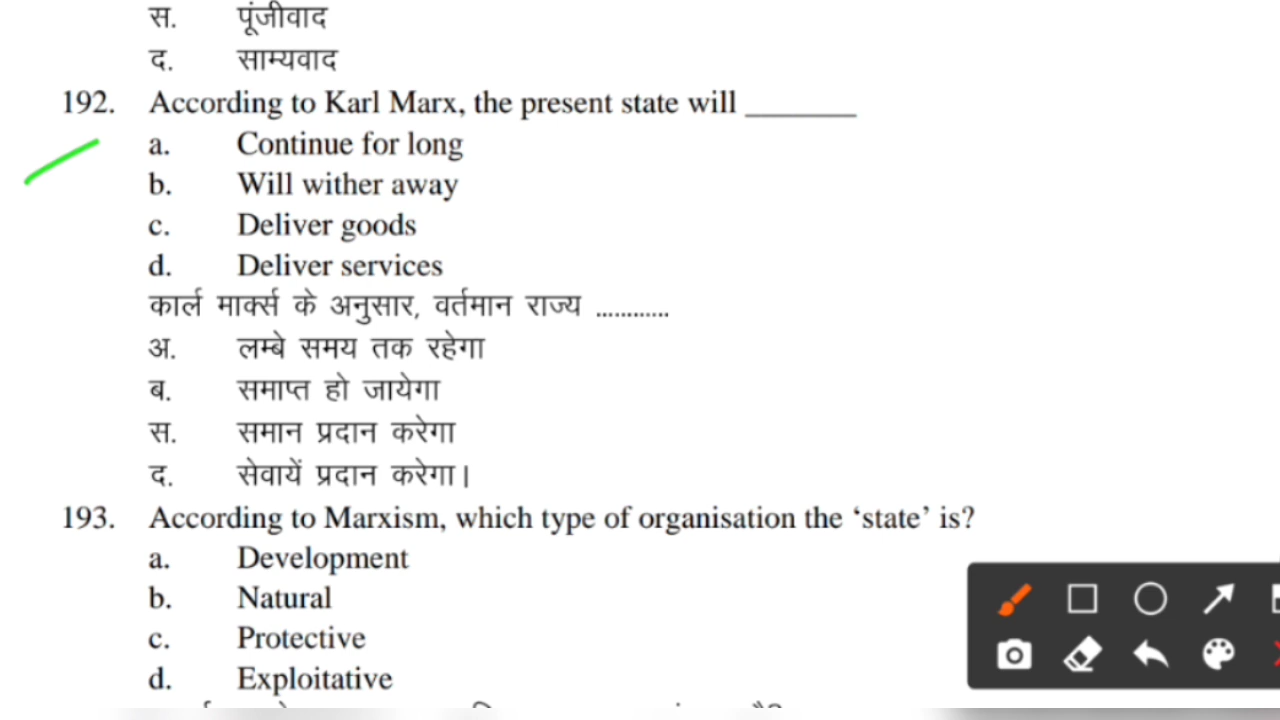 स. पूंजीवाद
द. साम्यवाद
192. According to Karl Marx, the present state will ________
a. Continue for long
b. Will wither away
c. Deliver goods
d. Deliver services
कार्ल मार्क्स के अनुसार, वर्तमान राज्य ............
अ. लम्बे समय तक रहेगा
ब. समाप्त हो जायेगा
स. समान प्रदान करेगा
द. सेवायें प्रदान करेगा।
193. According to Marxism, which type of organisation the ‘state’ is?
a. Development
b. Natural
c. Protective
d. Exploitative